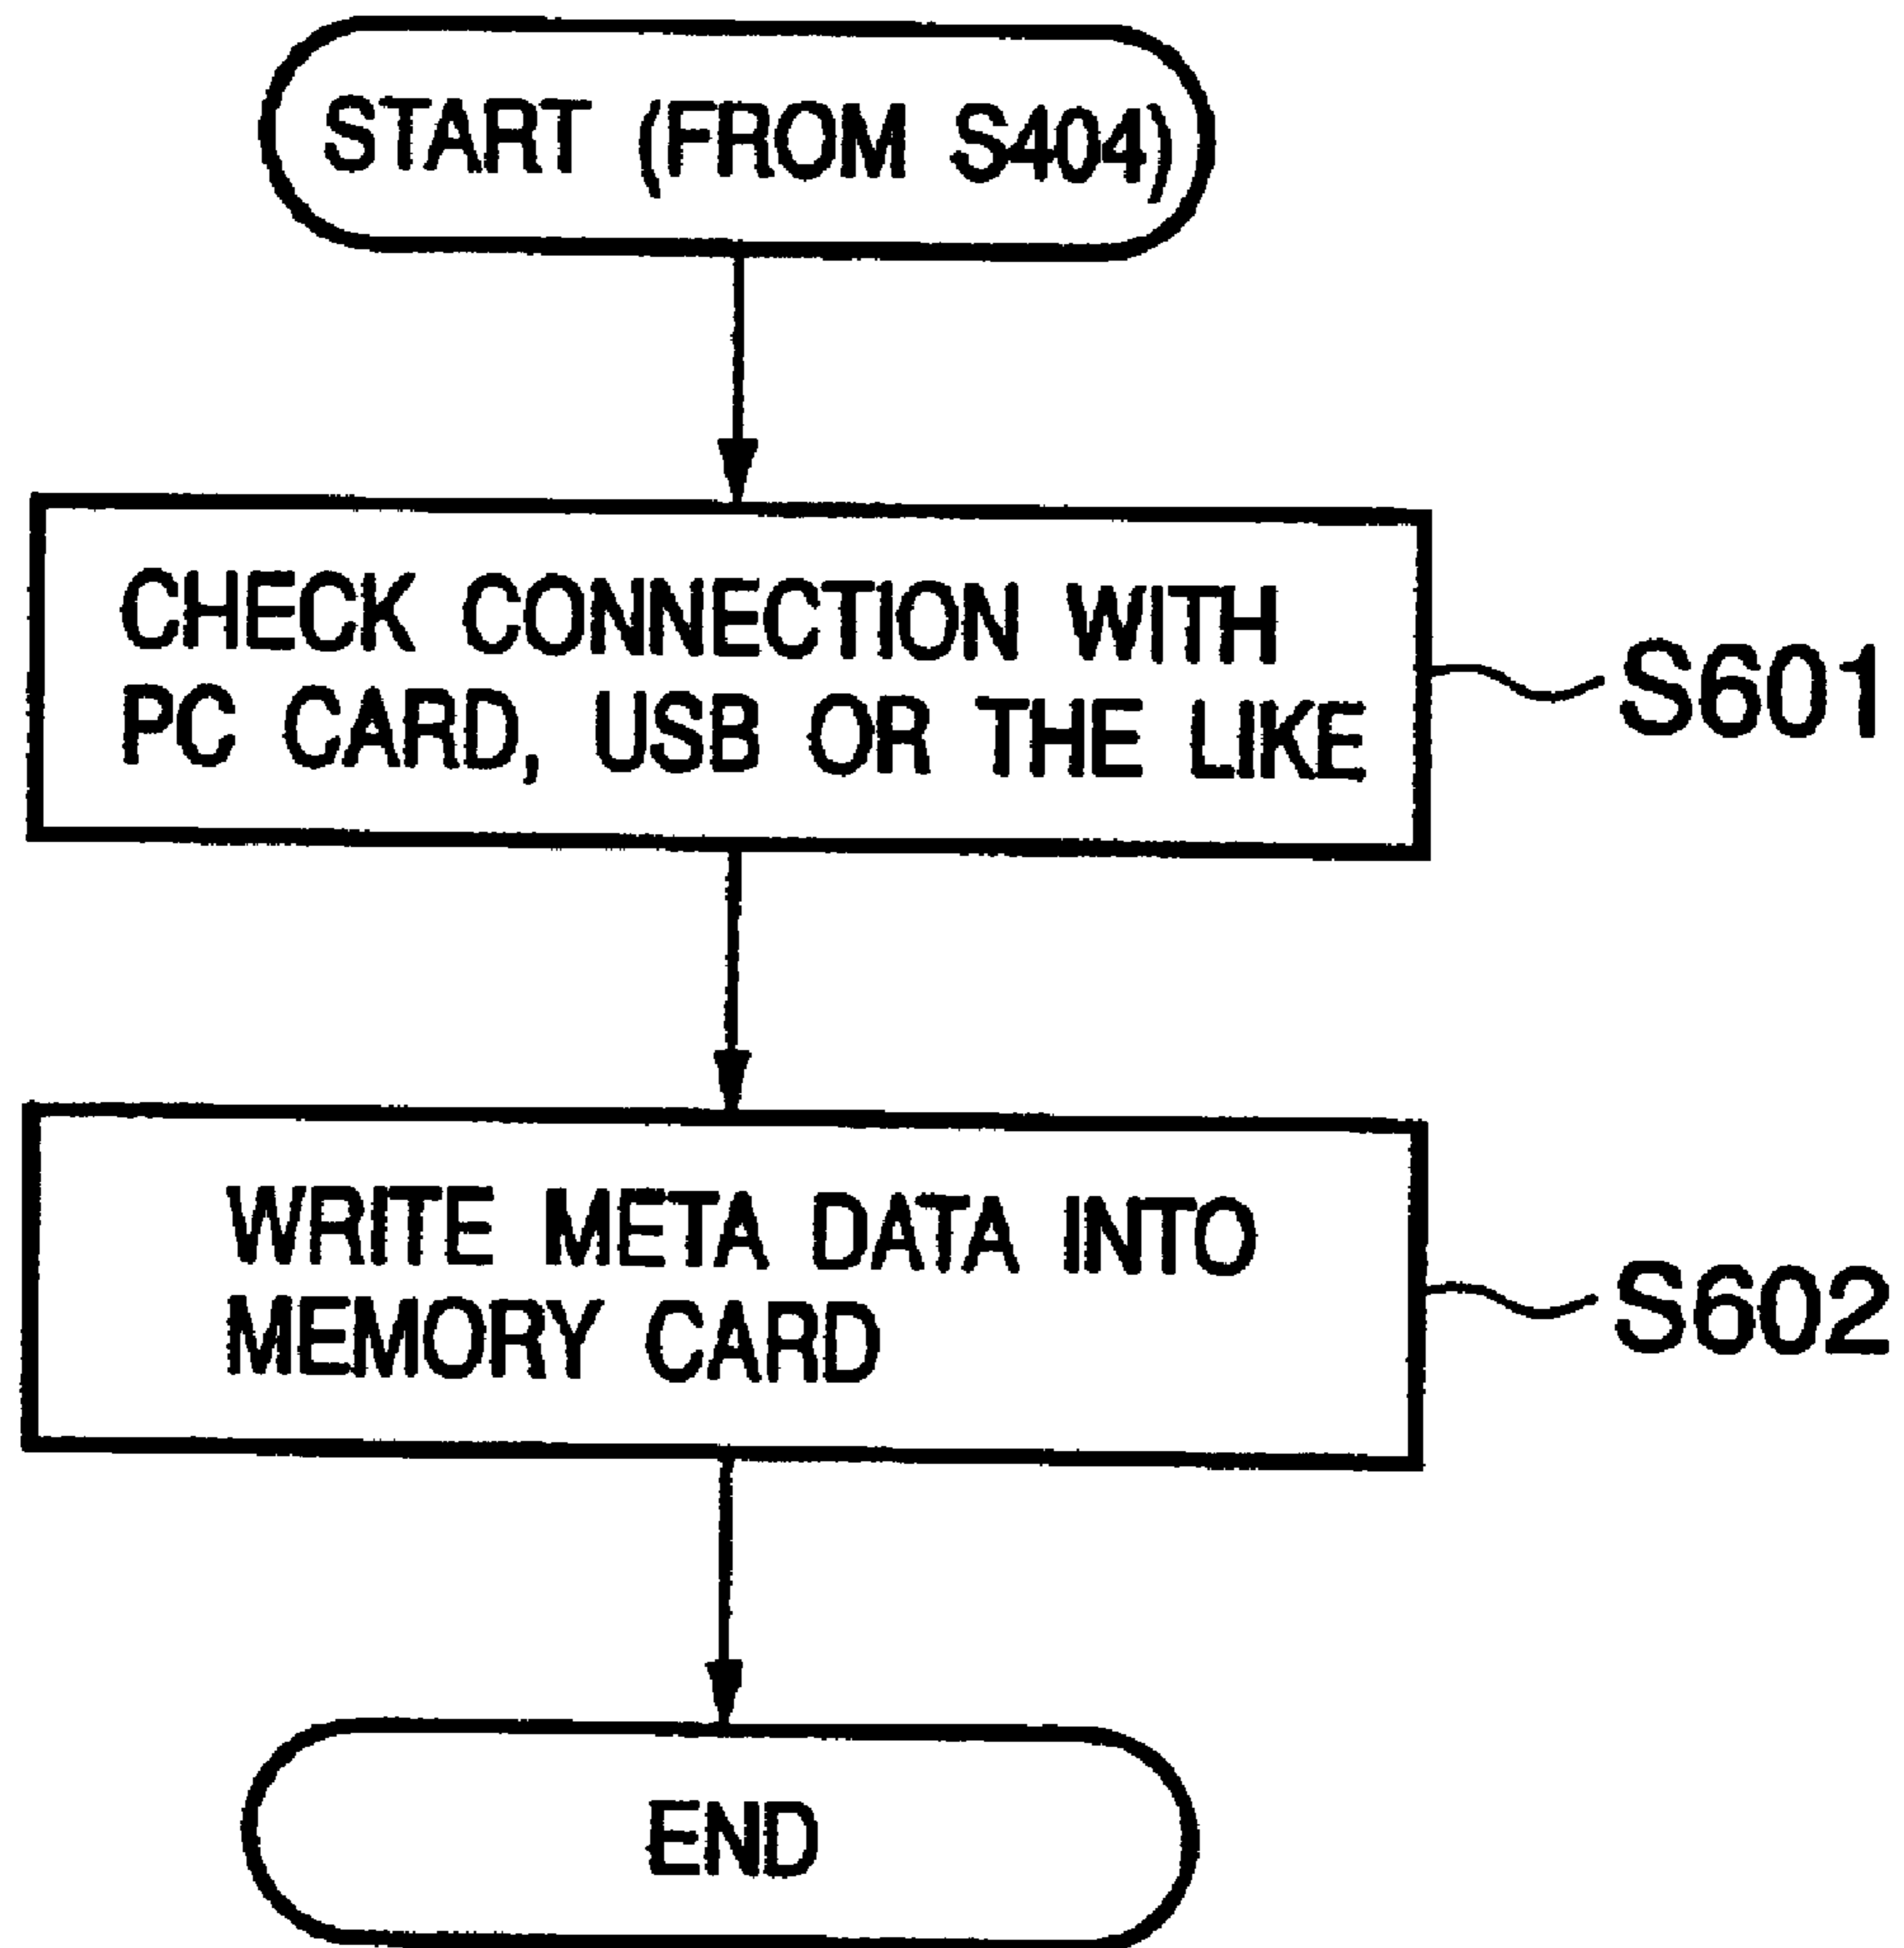 START (FROM S404)
CHECK CONNECTION WITH
PC CARD, USB OR THE LIKE
S601
WRITE META DATA INTO
MEMORY CARD
S602
END